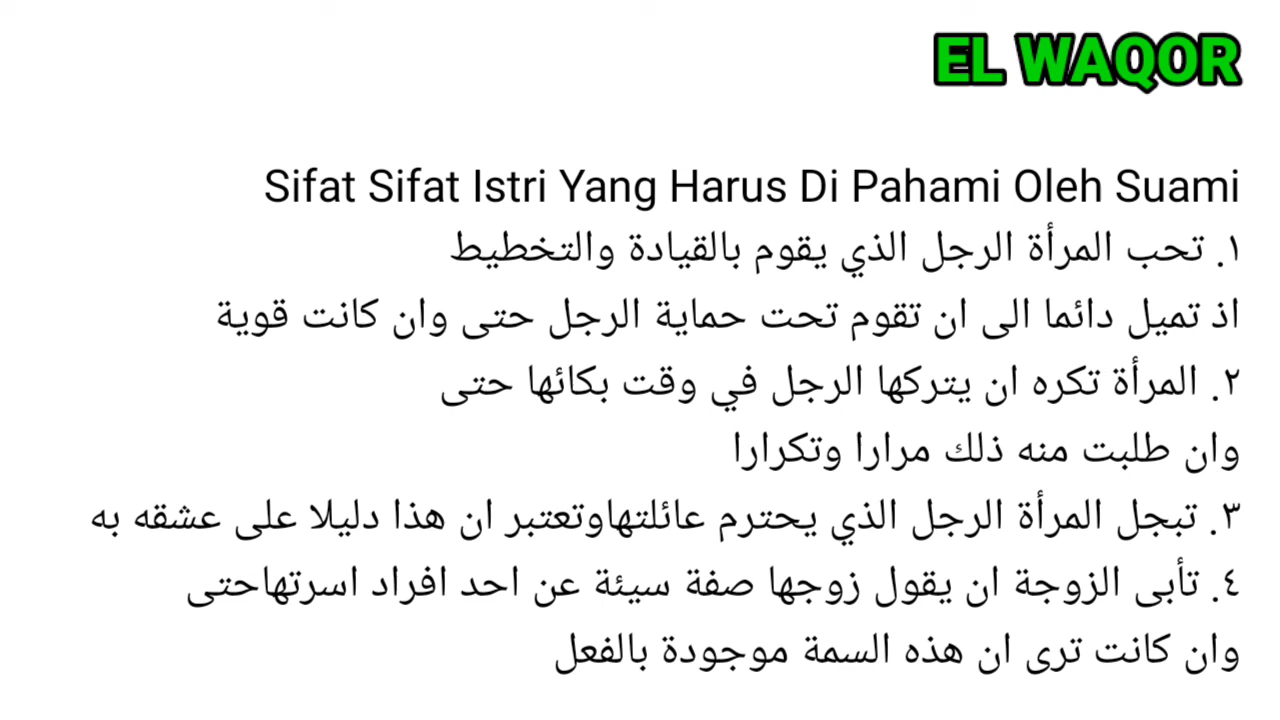 EL WAQOR
Sifat Sifat Istri Yang Harus Di Pahami Oleh Suami
١. تحب المرأة الرجل الذي يقوم بالقيادة والتخطيط
اذ تميل دائما الى ان تقوم تحت حماية الرجل حتى وان كانت قوية
٢. المرأة تكره ان يتركها الرجل في وقت بكائها حتى
وان طلبت منه ذلك مرارا وتكرارا
٣. تبجل المرأة الرجل الذي يحترم عائلتهاوتعتبر ان هذا دليلا على عشقه به
٤. تأبى الزوجة ان يقول زوجها صفة سيئة عن احد افراد اسرتهاحتى
وان كانت ترى ان هذه السمة موجودة بالفعل